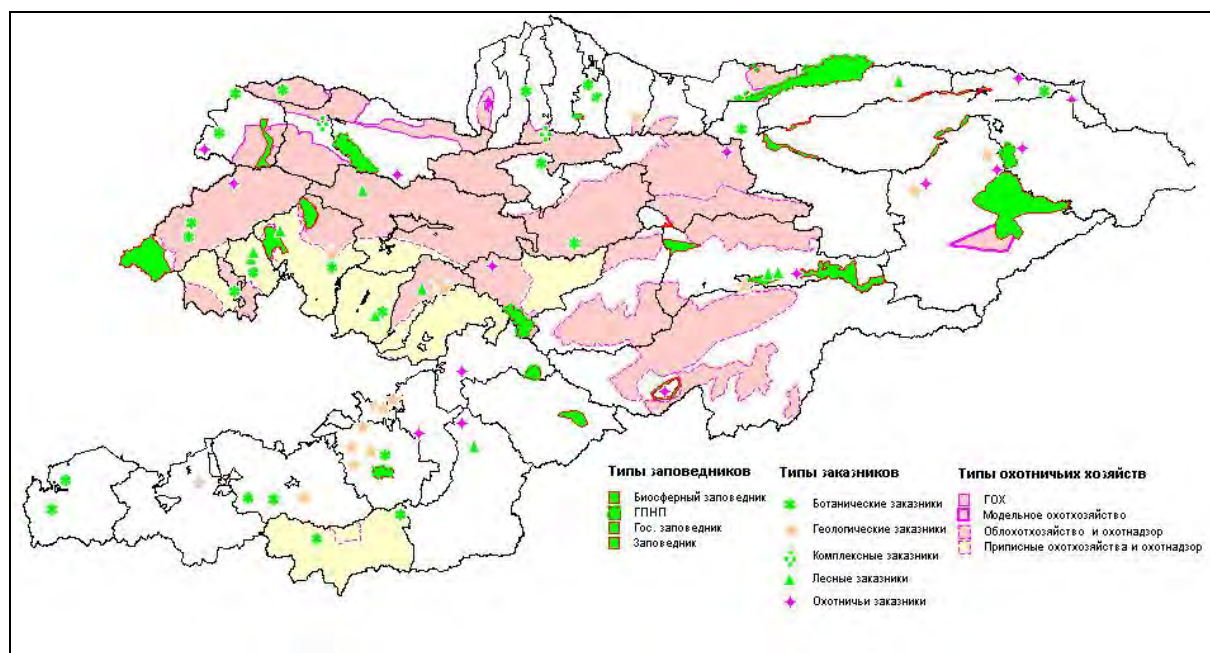 Типы заповедников
Биосферный заповедник
ГПНП
Гос. заповедник
Заповедник
Типы заказников
Ботанические заказники
Геологические заказники
Комплексные заказники
Лесные заказники
Охотничьи заказники
Типы охотничьих хозяйств
ГОХ
Модельное охотхозяйство
Облохотхозяйство и охотнадзор
Приписные охотхозяйства и охотнадзор